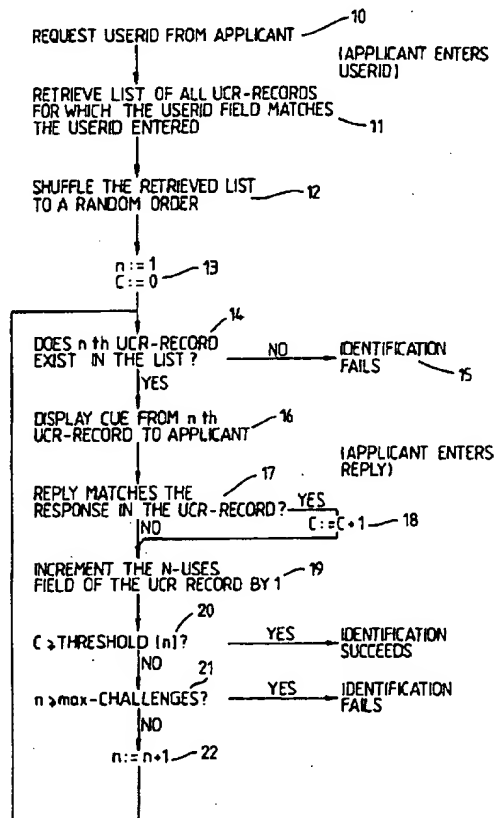 REQUEST USERID FROM APPLICANT 10
(APPLICANT ENTERS
USERID)
RETRIEVE LIST OF ALL UCR-RECORDS
FOR WHICH THE USERID FIELD MATCHES
THE USERID ENTERED 11
SHUFFLE THE RETRIEVED LIST
TO A RANDOM ORDER 12
n:=1
C:=0 13
14
DOES n th UCR-RECORD
EXIST IN THE LIST? NO IDENTIFICATION
FAILS 15
YES
DISPLAY CUE FROM n th 16
UCR-RECORD TO APPLICANT
(APPLICANT ENTERS
REPLY)
REPLY MATCHES THE 17
RESPONSE IN THE UCR-RECORD? YES
NO C:=C+1 18
INCREMENT THE N-USES
FIELD OF THE UCR RECORD BY 1 19
20
C⩾THRESHOLD [n]? YES IDENTIFICATION
SUCCEEDS
NO 21
n⩾max-CHALLENGES? YES IDENTIFICATION
FAILS
NO
n:=n+1 22